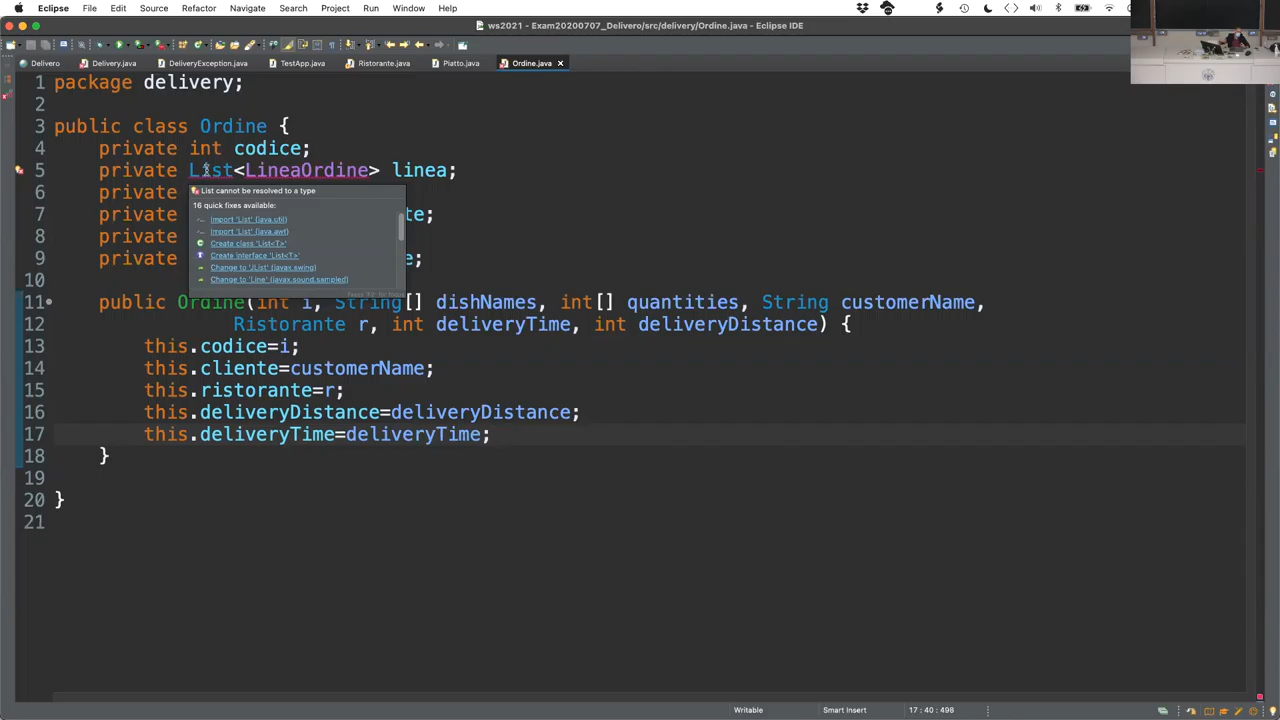 Eclipse File Edit Source Refactor Navigate Search Project Run Window Help
ws2021 - Exam20200707_Delivero/src/delivery/Ordine.java - Eclipse IDE
Delivero Delivery.java DeliveryException.java TestApp.java Ristorante.java Piatto.java Ordine.java
1 package delivery;
2
3 public class Ordine {
4 private int codice;
5 private List<LineaOrdine> linea;
6 private
List cannot be resolved to a type
16 quick fixes available:
7 private te;
Import 'List' (java.util)
Import 'List' (java.awt)
8 private
Create class 'List<T>'
Create interface 'List<T>'
9 private e;
Change to 'JList' (javax.swing)
Change to 'Line' (javax.sound.sampled)
10
11 public Ordine(int i, String[] dishNames, int[] quantities, String customerName,
12 Ristorante r, int deliveryTime, int deliveryDistance) {
13 this.codice=i;
14 this.cliente=customerName;
15 this.ristorante=r;
16 this.deliveryDistance=deliveryDistance;
17 this.deliveryTime=deliveryTime;
18 }
19
20 }
21
Writable Smart Insert 17 : 40 : 498